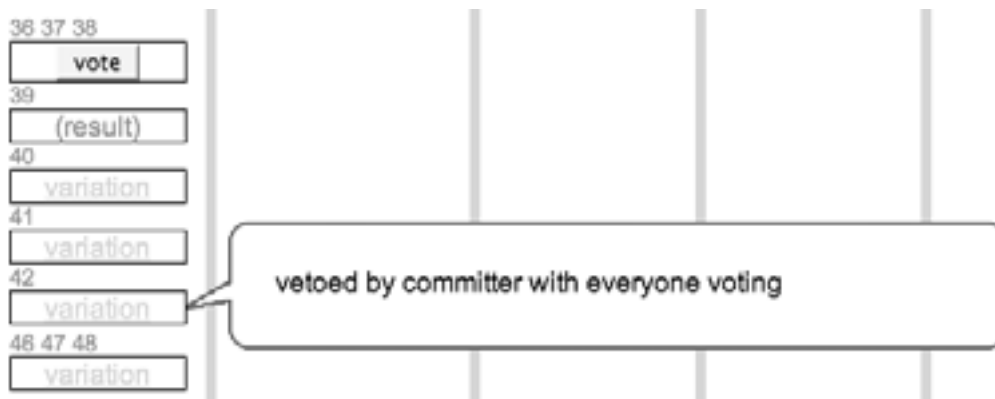 36 37 38
vote
39
(result)
40
variation
41
variation
42
variation
vetoed by committer with everyone voting
46 47 48
variation